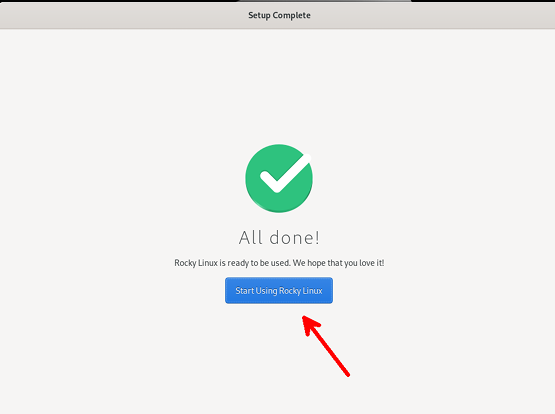 Setup Complete
All done!
Rocky Linux is ready to be used. We hope that you love it!
Start Using Rocky Linux